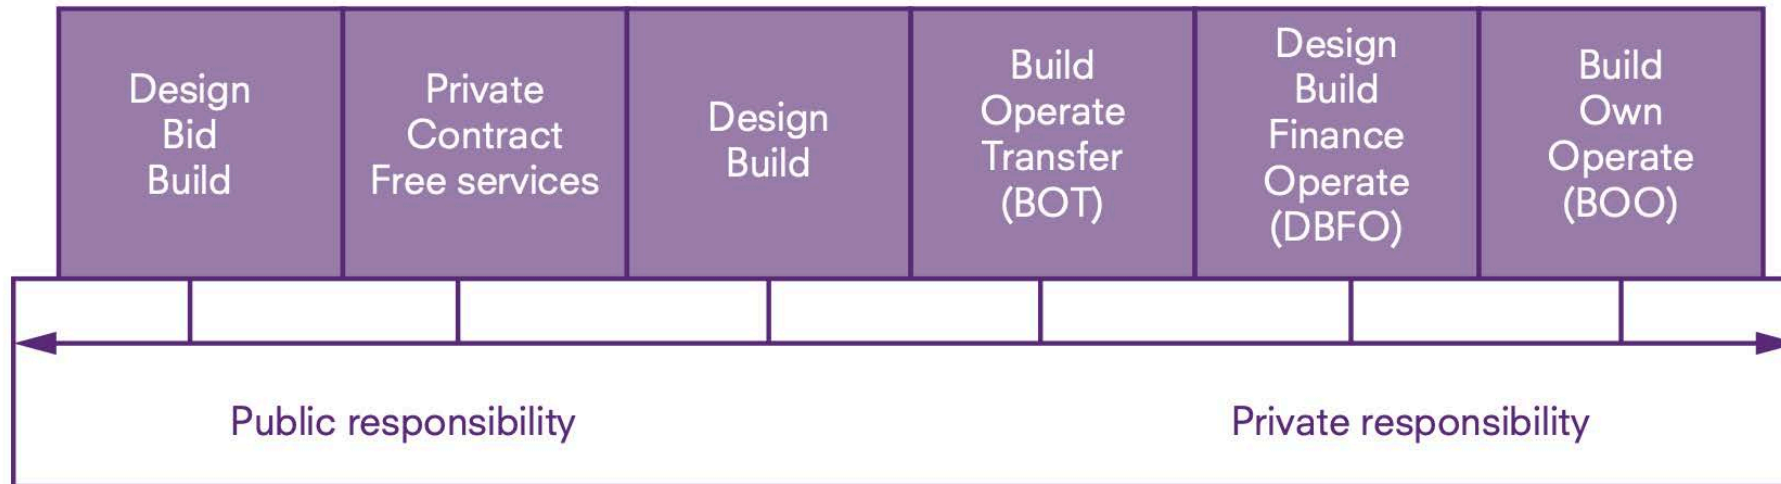 Design
Bid
Build
Private
Contract
Free services
Design
Build
Build
Operate
Transfer
(BOT)
Design
Build
Finance
Operate
(DBFO)
Build
Own
Operate
(BOO)
Public responsibility
Private responsibility